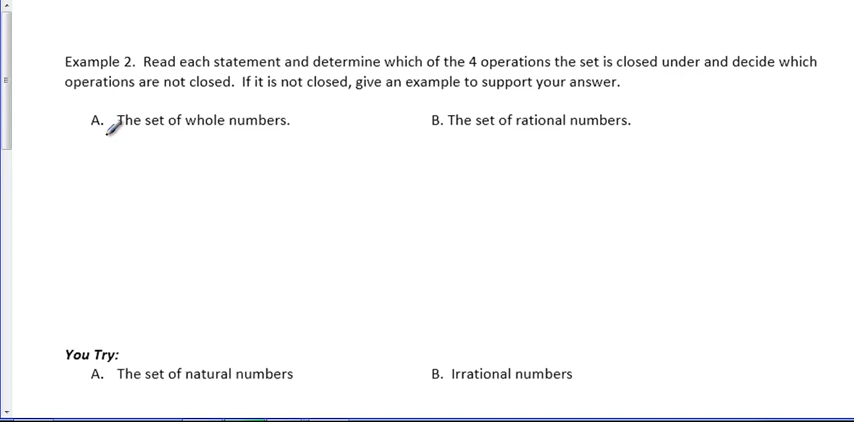 Example 2.  Read each statement and determine which of the 4 operations the set is closed under and decide which
operations are not closed.  If it is not closed, give an example to support your answer.
A.   The set of whole numbers.
B. The set of rational numbers.
You Try:
A.   The set of natural numbers
B.  Irrational numbers